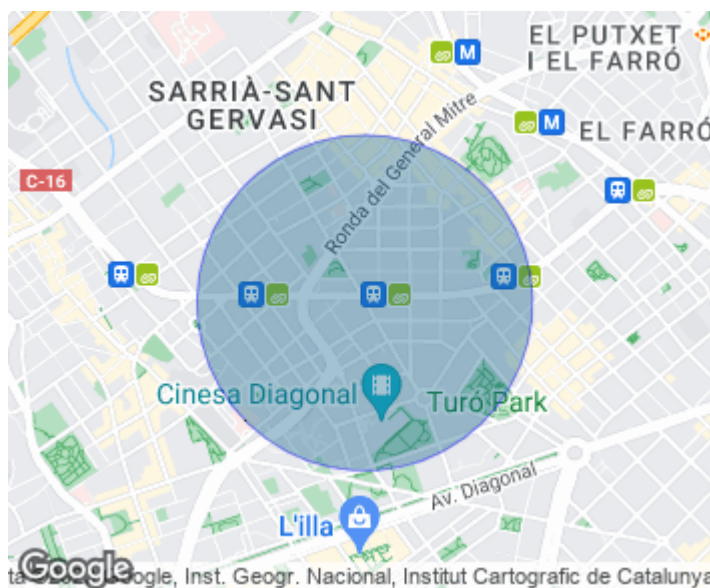 EL PUTXET
I EL FARRÓ
M
SARRIÀ-SANT
GERVASI
M
EL FARRÓ
C-16
Ronda del General Mitre
Cinesa Diagonal
Turó Park
Av. Diagonal
L'illa
Google
ogle, Inst. Geogr. Nacional, Institut Cartogràfic de Catalunya